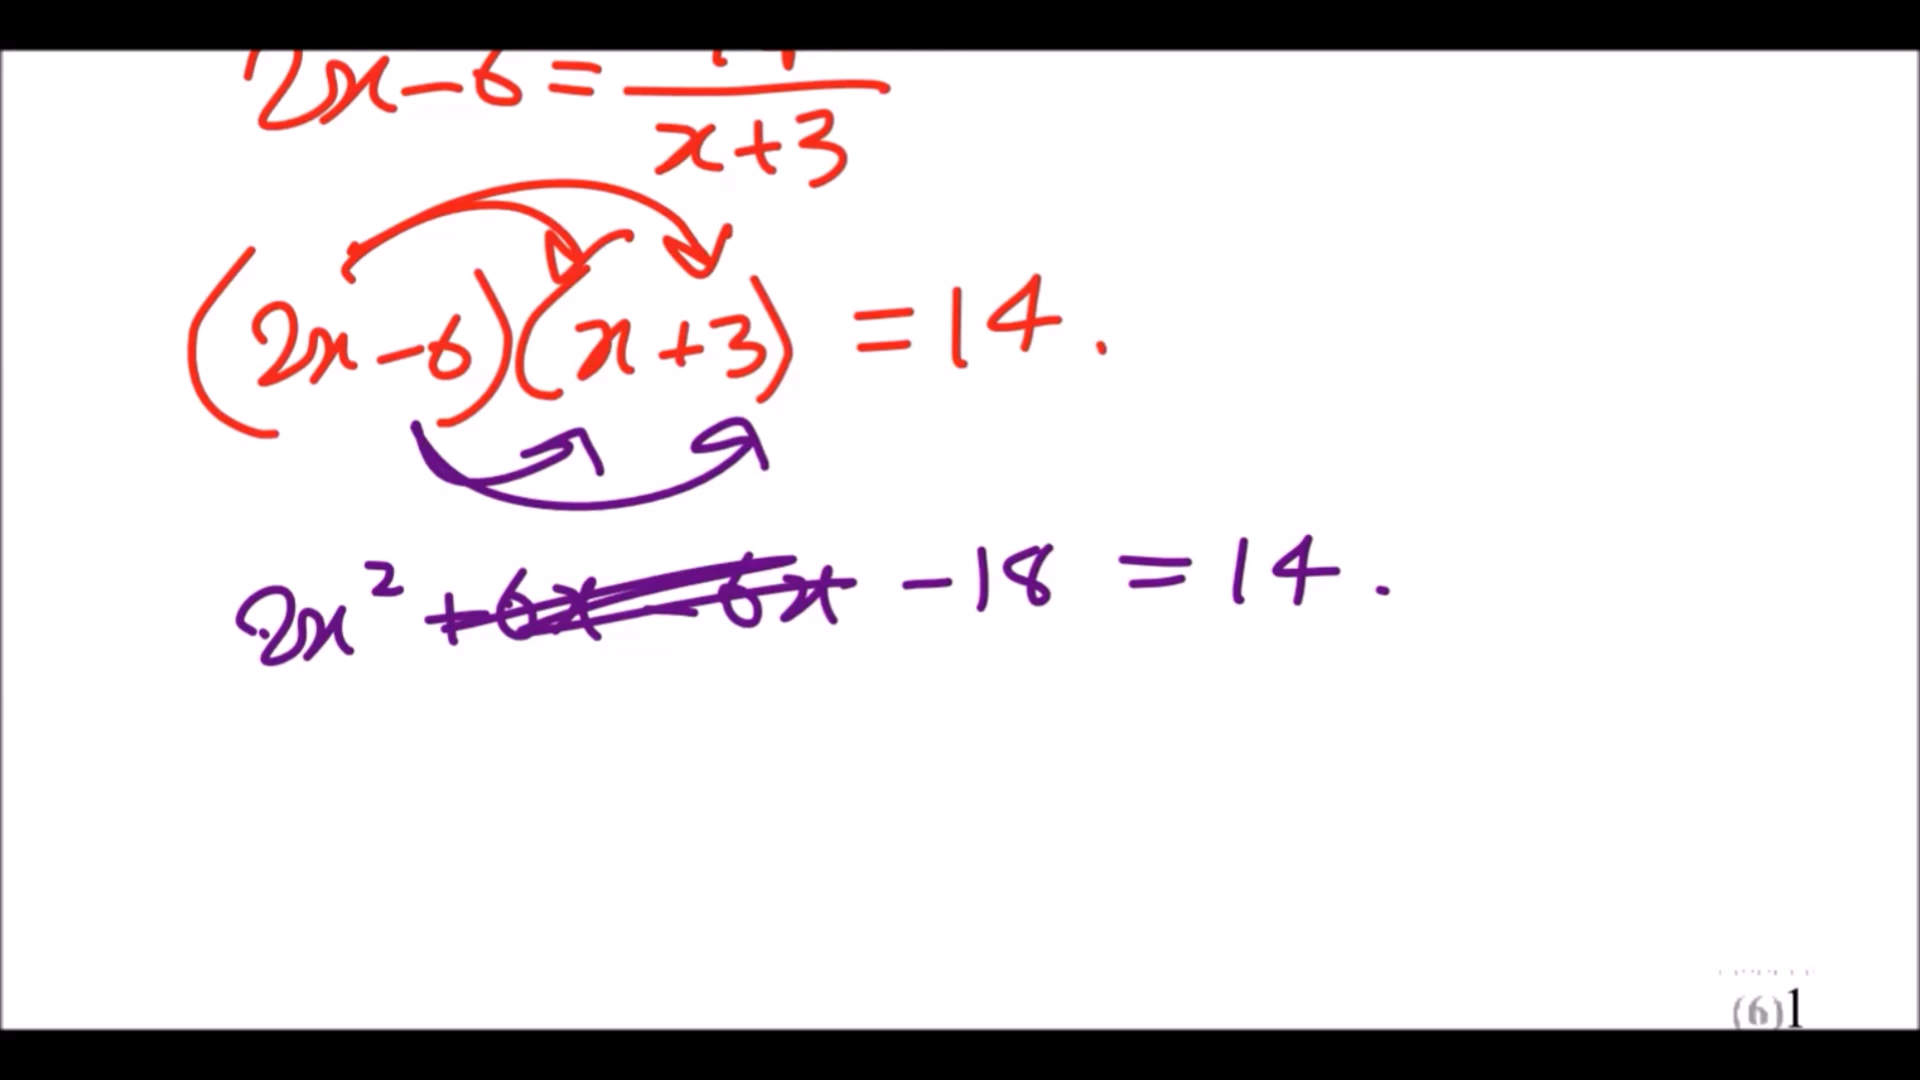 2x-6=
x+3
(2x-6)(x+3) = 14.
2x² +6x - 6x -18 = 14.
(6)1